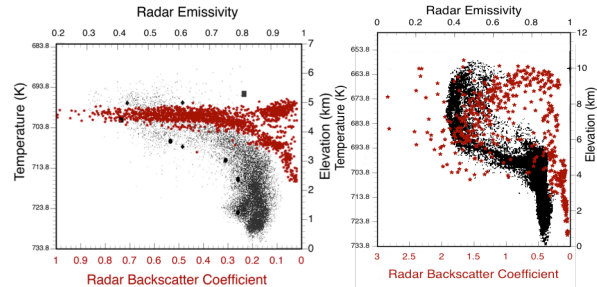 Radar Emissivity
0.2 0.3 0.4 0.5 0.6 0.7 0.8 0.9 1
683.8
693.8
703.8
713.8
723.8
733.8
Temperature (K)
7
6
5
4
3
2
1
0
Elevation (km)
1 0.9 0.8 0.7 0.6 0.5 0.4 0.3 0.2 0.1 0
Radar Backscatter Coefficient
Radar Emissivity
0 0.2 0.4 0.6 0.8 1
653.8
663.8
673.8
683.8
693.8
703.8
713.8
723.8
733.8
Temperature (K)
12
10
8
6
4
2
0
Elevation (km)
3 2.5 2 1.5 1 0.5 0
Radar Backscatter Coefficient